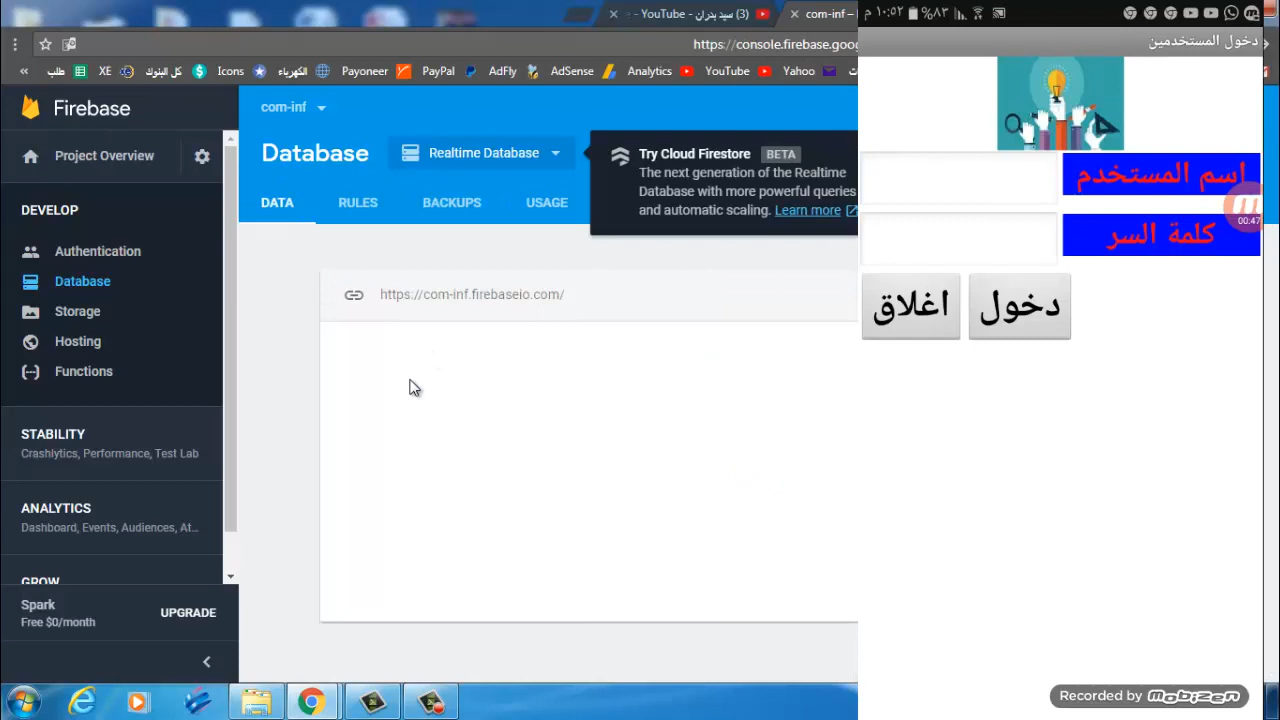 (3) سيد بدران - YouTube
com-inf –
https://console.firebase.goog
طلب
XE
كل البنوك
Icons
الكهرباء
Payoneer
PayPal
AdFly
AdSense
Analytics
YouTube
Yahoo
Firebase
Project Overview
DEVELOP
Authentication
Database
Storage
Hosting
Functions
STABILITY
Crashlytics, Performance, Test Lab
ANALYTICS
Dashboard, Events, Audiences, At...
GROW
Spark
Free $0/month
UPGRADE
com-inf
Database
Realtime Database
DATA
RULES
BACKUPS
USAGE
Try Cloud Firestore
BETA
The next generation of the Realtime
Database with more powerful queries
and automatic scaling. Learn more
https://com-inf.firebaseio.com/
١٠:٥٢ م
%٨٣
دخول المستخدمين
اسم المستخدم
00:47
كلمة السر
دخول
اغلاق
Recorded by mobizen